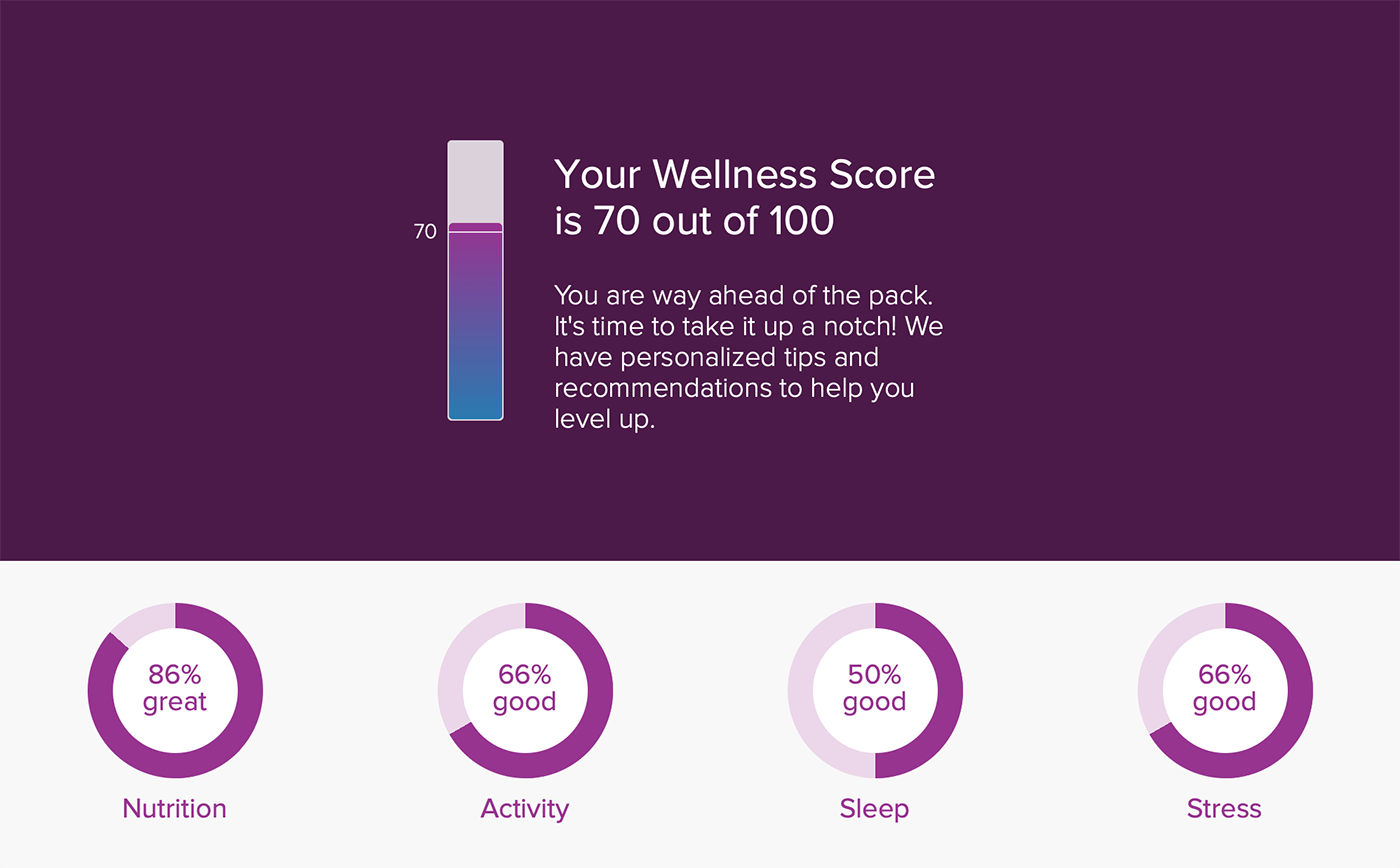 Your Wellness Score
is 70 out of 100
70
You are way ahead of the pack.
It's time to take it up a notch! We
have personalized tips and
recommendations to help you
level up.
86%
great
Nutrition
66%
good
Activity
50%
good
Sleep
66%
good
Stress